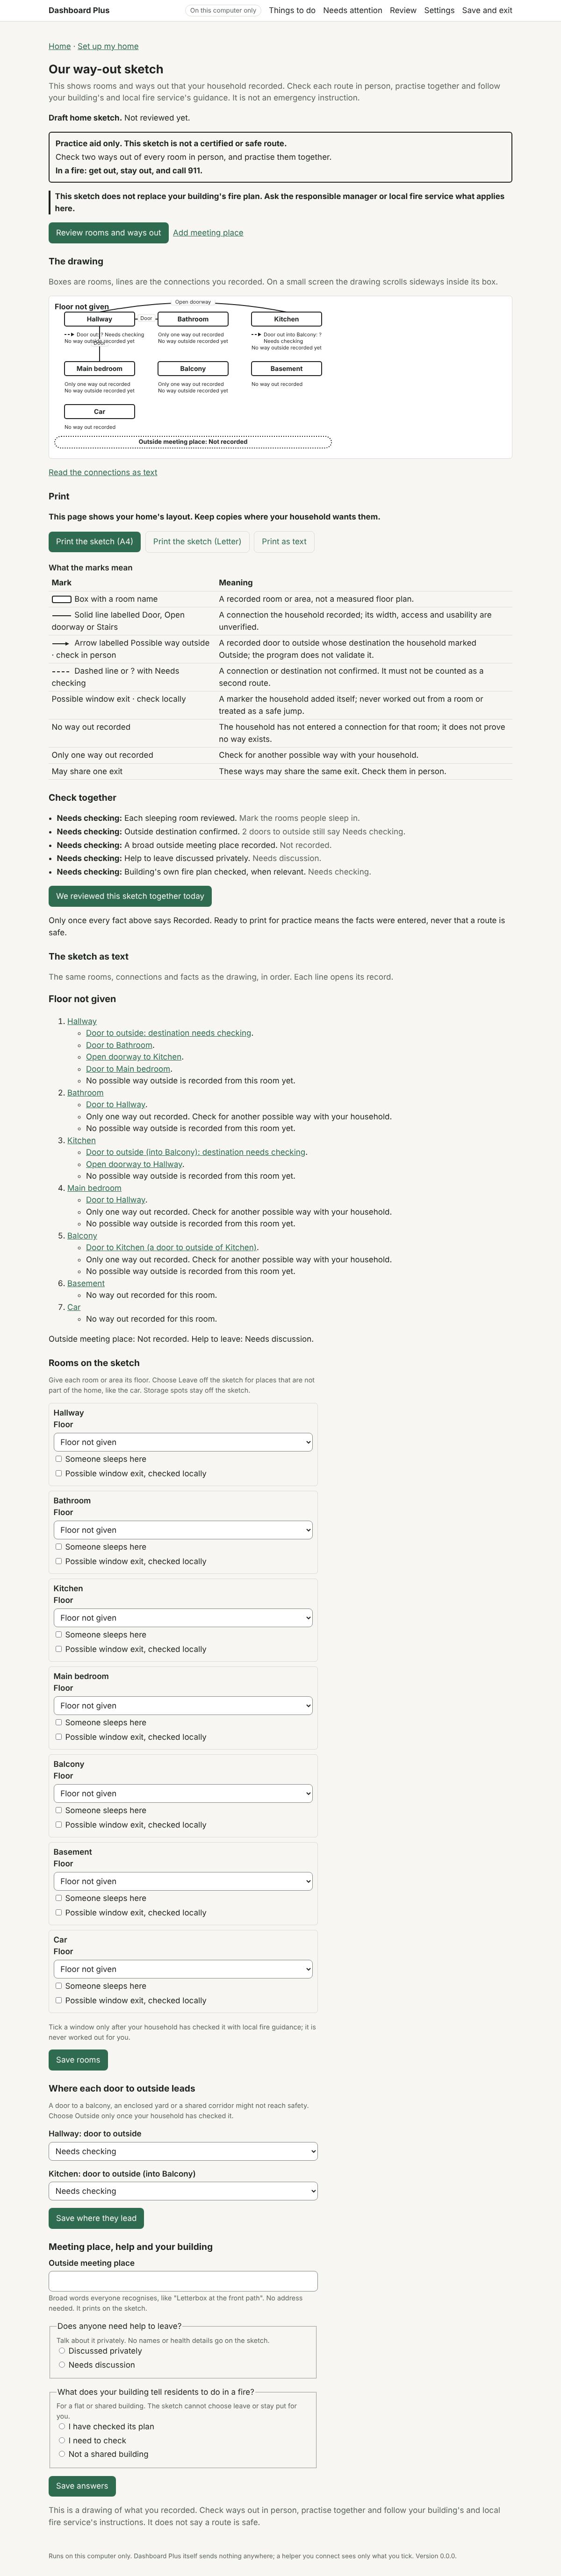 Dashboard Plus
On this computer only
Things to do
Needs attention
Review
Settings
Save and exit
Home · Set up my home
Our way-out sketch
This shows rooms and ways out that your household recorded. Check each route in person, practise together and follow
your building's and local fire service's guidance. It is not an emergency instruction.
Draft home sketch. Not reviewed yet.
Practice aid only. This sketch is not a certified or safe route.
Check two ways out of every room in person, and practise them together.
In a fire: get out, stay out, and call 911.
This sketch does not replace your building's fire plan. Ask the responsible manager or local fire service what applies
here.
Review rooms and ways out
Add meeting place
The drawing
Boxes are rooms, lines are the connections you recorded. On a small screen the drawing scrolls sideways inside its box.
Floor not given
Open doorway
Hallway
Door
Bathroom
Kitchen
Door out: ? Needs checking
No way outside recorded yet
Door
Only one way out recorded
No way outside recorded yet
Door out into Balcony: ?
Needs checking
No way outside recorded yet
Main bedroom
Balcony
Basement
Only one way out recorded
No way outside recorded yet
Only one way out recorded
No way outside recorded yet
No way out recorded
Car
No way out recorded
Outside meeting place: Not recorded
Read the connections as text
Print
This page shows your home's layout. Keep copies where your household wants them.
Print the sketch (A4)
Print the sketch (Letter)
Print as text
What the marks mean
Mark
Meaning
Box with a room name
A recorded room or area, not a measured floor plan.
Solid line labelled Door, Open
doorway or Stairs
A connection the household recorded; its width, access and usability are
unverified.
Arrow labelled Possible way outside
· check in person
A recorded door to outside whose destination the household marked
Outside; the program does not validate it.
Dashed line or ? with Needs
checking
A connection or destination not confirmed. It must not be counted as a
second route.
Possible window exit · check locally
A marker the household added itself; never worked out from a room or
treated as a safe jump.
No way out recorded
The household has not entered a connection for that room; it does not prove
no way exists.
Only one way out recorded
Check for another possible way with your household.
May share one exit
These ways may share the same exit. Check them in person.
Check together
• Needs checking: Each sleeping room reviewed. Mark the rooms people sleep in.
• Needs checking: Outside destination confirmed. 2 doors to outside still say Needs checking.
• Needs checking: A broad outside meeting place recorded. Not recorded.
• Needs checking: Help to leave discussed privately. Needs discussion.
• Needs checking: Building's own fire plan checked, when relevant. Needs checking.
We reviewed this sketch together today
Only once every fact above says Recorded. Ready to print for practice means the facts were entered, never that a route is
safe.
The sketch as text
The same rooms, connections and facts as the drawing, in order. Each line opens its record.
Floor not given
1. Hallway
Door to outside: destination needs checking.
Door to Bathroom.
Open doorway to Kitchen.
Door to Main bedroom.
No possible way outside is recorded from this room yet.
2. Bathroom
Door to Hallway.
Only one way out recorded. Check for another possible way with your household.
No possible way outside is recorded from this room yet.
3. Kitchen
Door to outside (into Balcony): destination needs checking.
Open doorway to Hallway.
No possible way outside is recorded from this room yet.
4. Main bedroom
Door to Hallway.
Only one way out recorded. Check for another possible way with your household.
No possible way outside is recorded from this room yet.
5. Balcony
Door to Kitchen (a door to outside of Kitchen).
Only one way out recorded. Check for another possible way with your household.
No possible way outside is recorded from this room yet.
6. Basement
No way out recorded for this room.
7. Car
No way out recorded for this room.
Outside meeting place: Not recorded. Help to leave: Needs discussion.
Rooms on the sketch
Give each room or area its floor. Choose Leave off the sketch for places that are not
part of the home, like the car. Storage spots stay off the sketch.
Hallway
Floor
Floor not given
Someone sleeps here
Possible window exit, checked locally
Bathroom
Floor
Floor not given
Someone sleeps here
Possible window exit, checked locally
Kitchen
Floor
Floor not given
Someone sleeps here
Possible window exit, checked locally
Main bedroom
Floor
Floor not given
Someone sleeps here
Possible window exit, checked locally
Balcony
Floor
Floor not given
Someone sleeps here
Possible window exit, checked locally
Basement
Floor
Floor not given
Someone sleeps here
Possible window exit, checked locally
Car
Floor
Floor not given
Someone sleeps here
Possible window exit, checked locally
Tick a window only after your household has checked it with local fire guidance; it is
never worked out for you.
Save rooms
Where each door to outside leads
A door to a balcony, an enclosed yard or a shared corridor might not reach safety.
Choose Outside only once your household has checked it.
Hallway: door to outside
Needs checking
Kitchen: door to outside (into Balcony)
Needs checking
Save where they lead
Meeting place, help and your building
Outside meeting place
Broad words everyone recognises, like "Letterbox at the front path". No address
needed. It prints on the sketch.
Does anyone need help to leave?
Talk about it privately. No names or health details go on the sketch.
Discussed privately
Needs discussion
What does your building tell residents to do in a fire?
For a flat or shared building. The sketch cannot choose leave or stay put for
you.
I have checked its plan
I need to check
Not a shared building
Save answers
This is a drawing of what you recorded. Check ways out in person, practise together and follow your building's and local
fire service's instructions. It does not say a route is safe.
Runs on this computer only. Dashboard Plus itself sends nothing anywhere; a helper you connect sees only what you tick. Version 0.0.0.